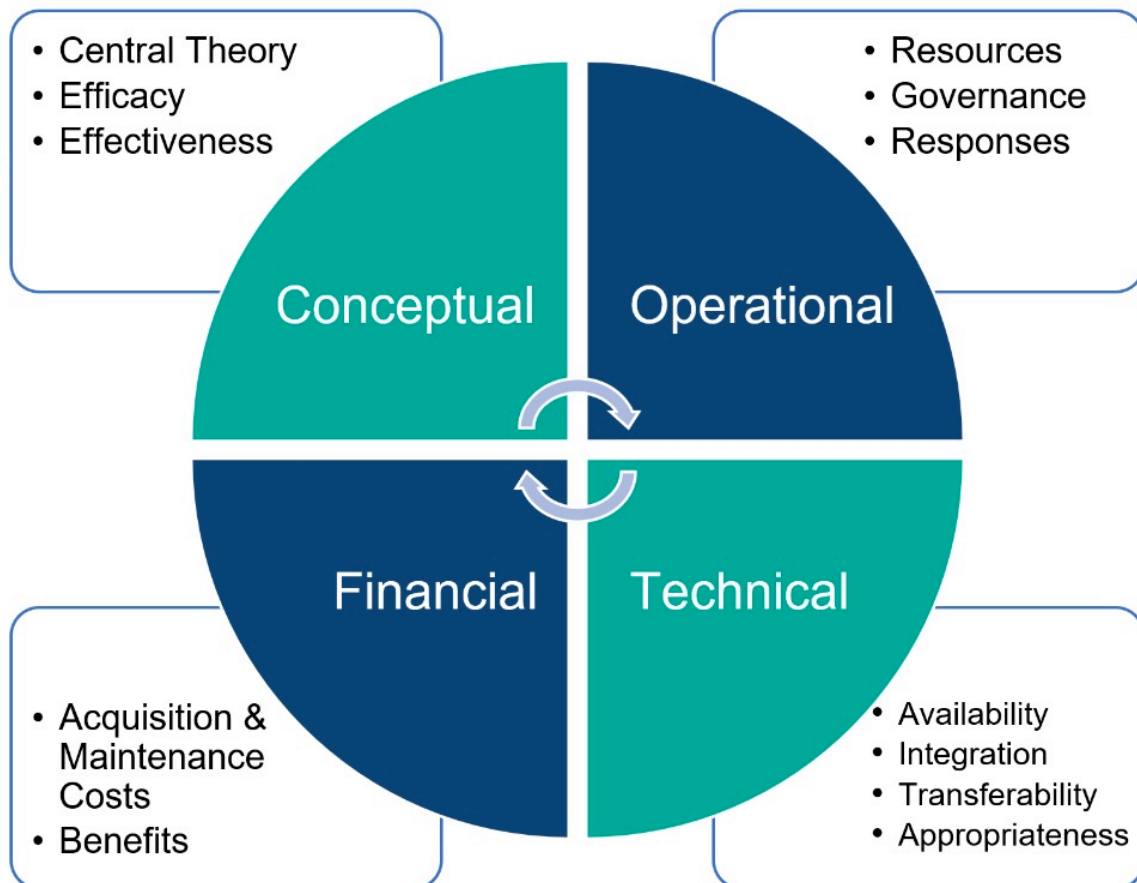 • Central Theory
• Efficacy
• Effectiveness
• Resources
• Governance
• Responses
Conceptual
Operational
Financial
Technical
• Acquisition &
Maintenance
Costs
• Benefits
• Availability
• Integration
• Transferability
• Appropriateness